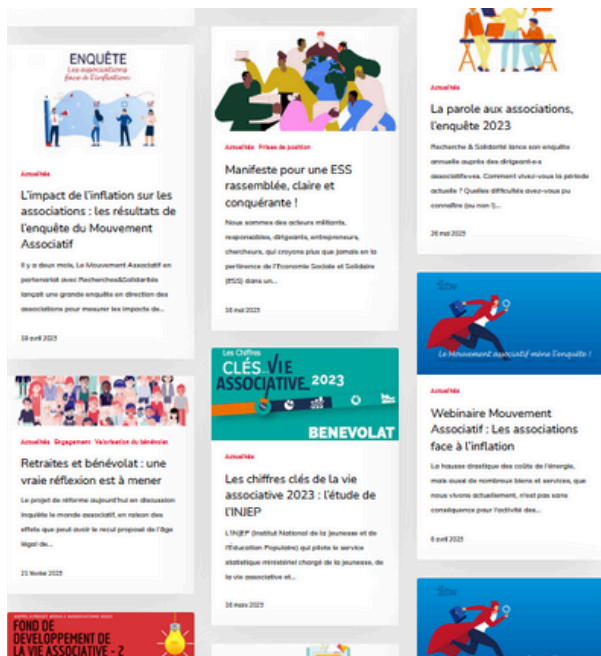 ENQUÊTE
Les associations
face à l'inflation
Actualités
L'impact de l'inflation sur les
associations : les résultats de
l'enquête du Mouvement
Associatif
Il y a deux mois, Le Mouvement Associatif en
partenariat avec Recherches&Solidarités
lançait une grande enquête en direction des
associations pour mesurer les impacts de...
19 avril 2023
Actualités Engagement Valorisation du bénévolat
Retraites et bénévolat : une
vraie réflexion est à mener
Le projet de réforme aujourd'hui en discussion
inquiète le monde associatif, en raison des
effets que peut avoir le recul proposé de l'âge
légal de...
21 février 2023
FOND DE
DEVELOPPEMENT DE
LA VIE ASSOCIATIVE - 2
Actualités Prises de position
Manifeste pour une ESS
rassemblée, claire et
conquérante !
Nous sommes des acteurs militants,
responsables, dirigeants, entrepreneurs,
chercheurs, qui croyons plus que jamais en la
pertinence de l'Economie Sociale et Solidaire
(ESS) dans un...
16 mai 2023
Les Chiffres
CLÉS VIE
ASSOCIATIVE 2023
BENEVOLAT
Actualités
Les chiffres clés de la vie
associative 2023 : l'étude de
l'INJEP
L'INJEP (Institut National de la Jeunesse et de
l'Éducation Populaire) qui pilote le service
statistique ministériel chargé de la jeunesse, de
la vie associative et...
16 mars 2023
Actualités
La parole aux associations,
l'enquête 2023
Recherche & Solidarité lance son enquête
annuelle auprès des dirigeant·e·s
associatifs·ves. Comment vivez-vous la période
actuelle ? Quelles difficultés avez-vous pu
connaître (ou non !)...
26 mai 2023
Le Mouvement associatif mène l'enquête !
Actualités
Webinaire Mouvement
Associatif : Les associations
face à l'inflation
La hausse drastique des coûts de l'énergie,
mais aussi de nombreux biens et services, que
nous vivons actuellement, n'est pas sans
conséquence pour l'activité des...
6 avril 2023